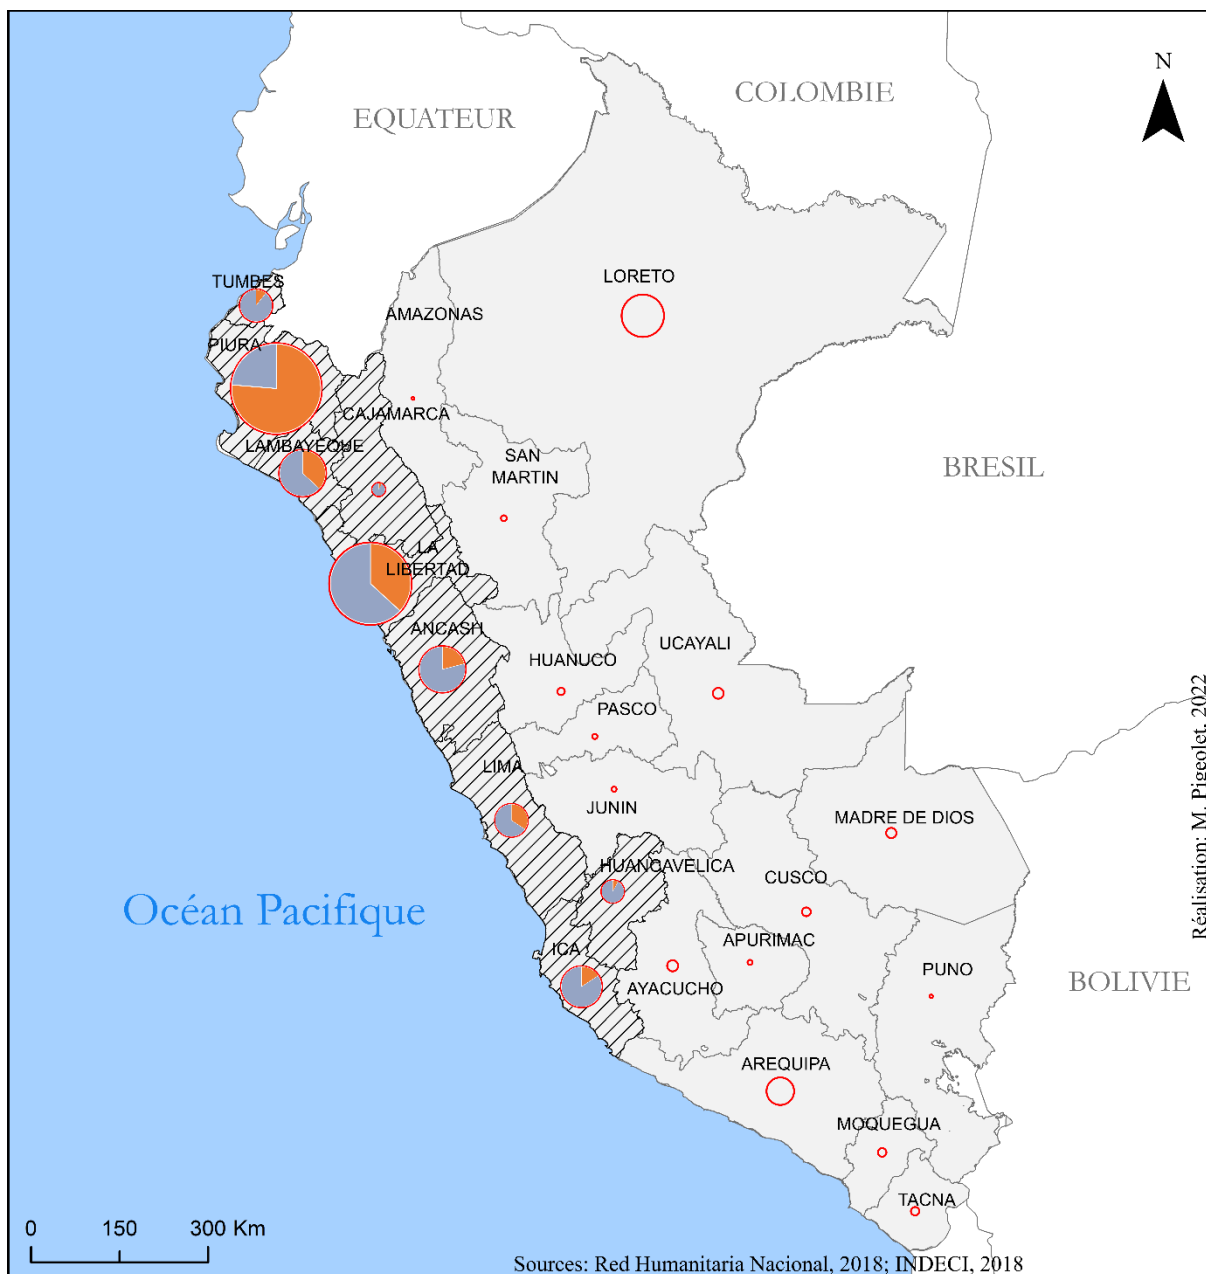 N
COLOMBIE
EQUATEUR
TUMBES
LORETO
AMAZONAS
PIURA
CAJAMARCA
LAMBAYEQUE
SAN
MARTIN
BRESIL
LA
LIBERTAD
ANCASH
UCAYALI
HUANUCO
PASCO
LIMA
JUNIN
MADRE DE DIOS
HUANCAVELICA
CUSCO
Océan Pacifique
ICA
APURIMAC
AYACUCHO
PUNO
BOLIVIE
AREQUIPA
MOQUEGUA
TACNA
Réalisation: M. Pigeolet, 2022
0 150 300 Km
Sources: Red Humanitaria Nacional, 2018; INDECI, 2018